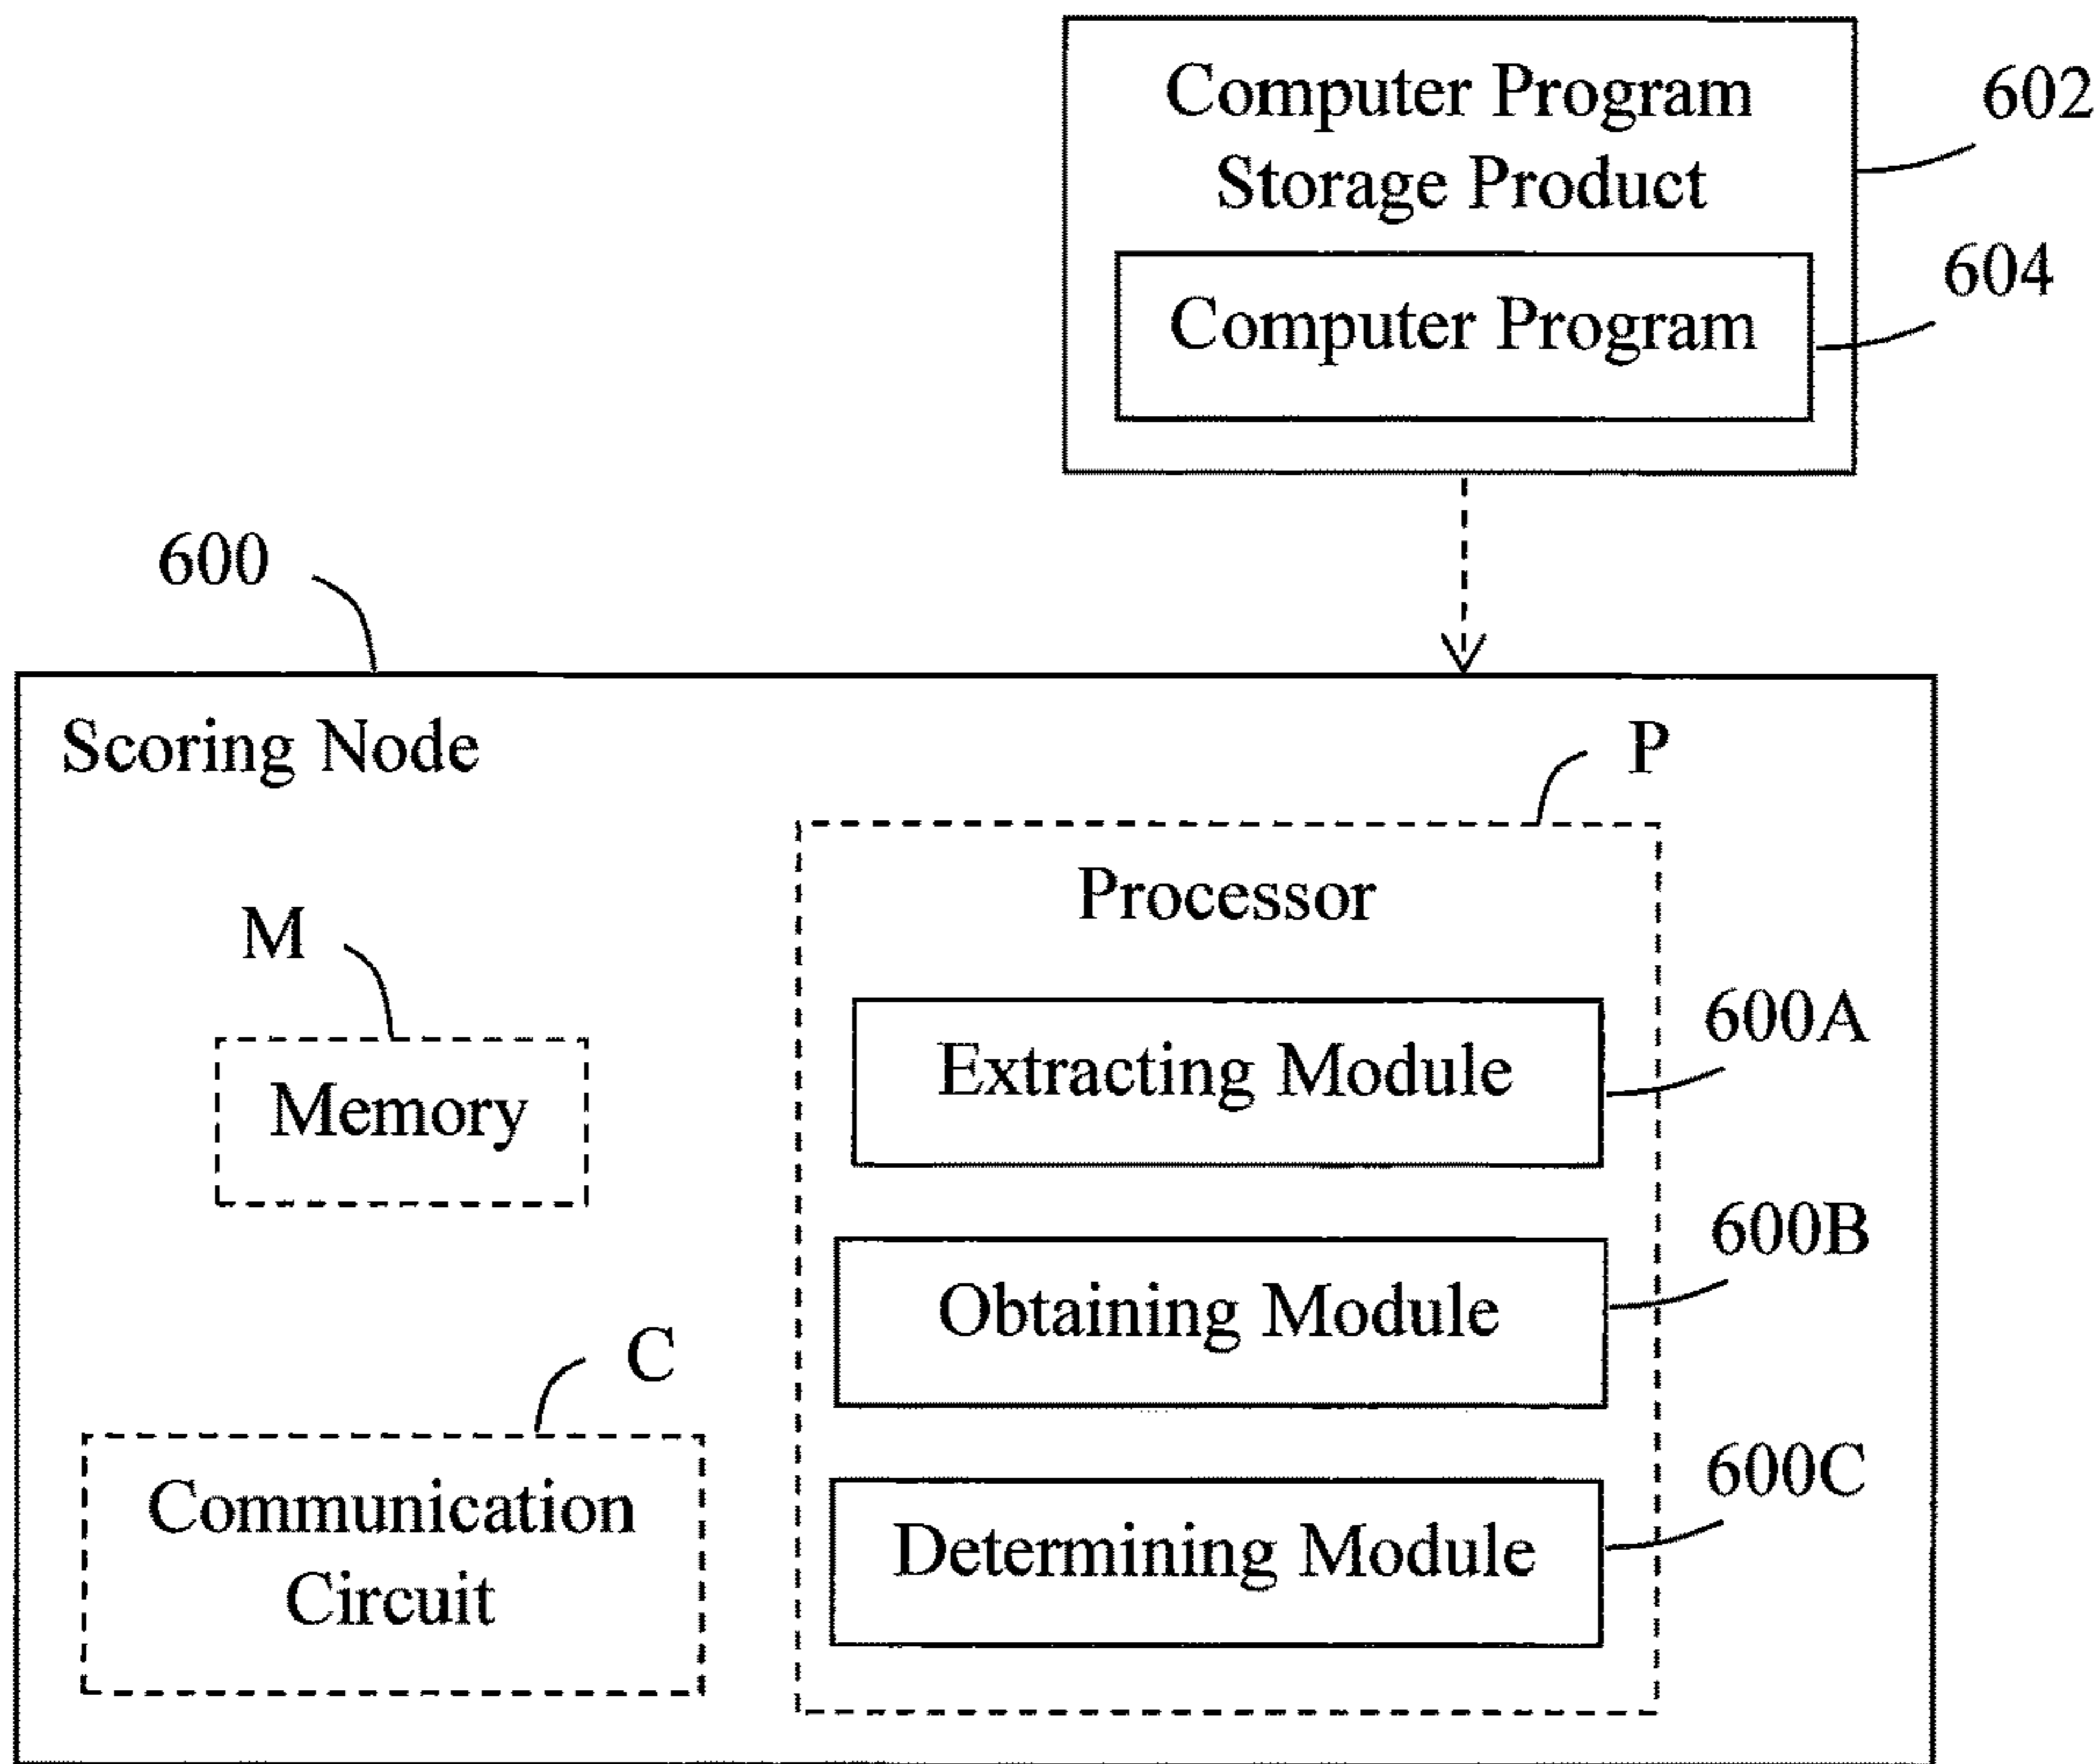 Computer Program
Storage Product
602
Computer Program
604
600
Scoring Node
P
Processor
M
Memory
Extracting Module
600A
Obtaining Module
600B
C
Communication
Circuit
Determining Module
600C